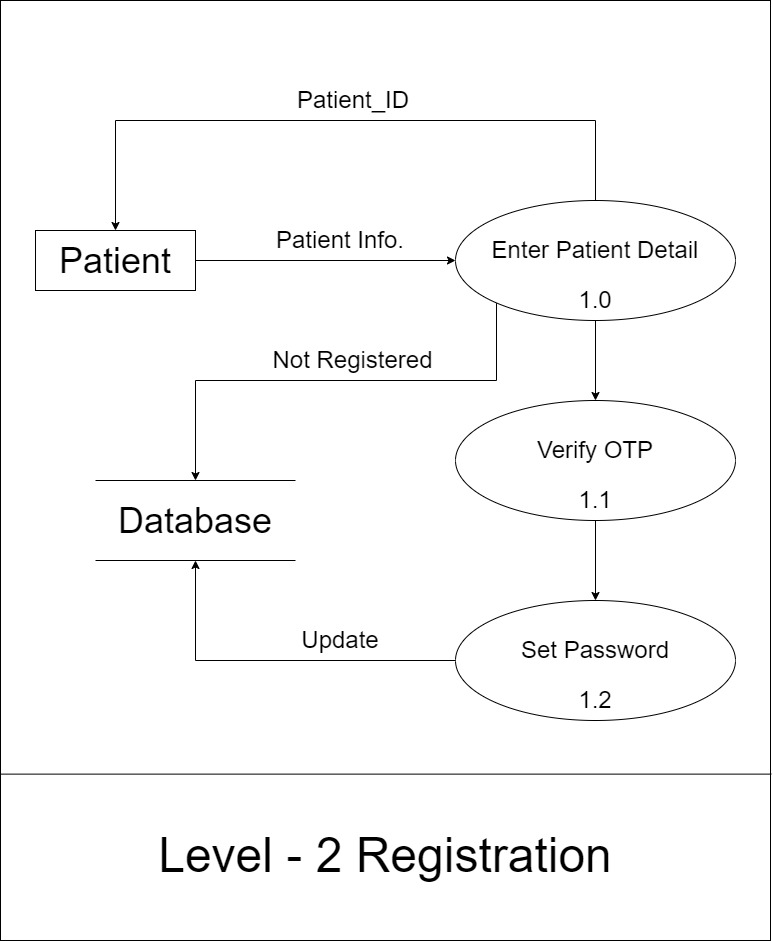 Patient_ID
Patient
Patient Info.
Enter Patient Detail
1.0
Not Registered
Verify OTP
1.1
Database
Update
Set Password
1.2
Level - 2 Registration